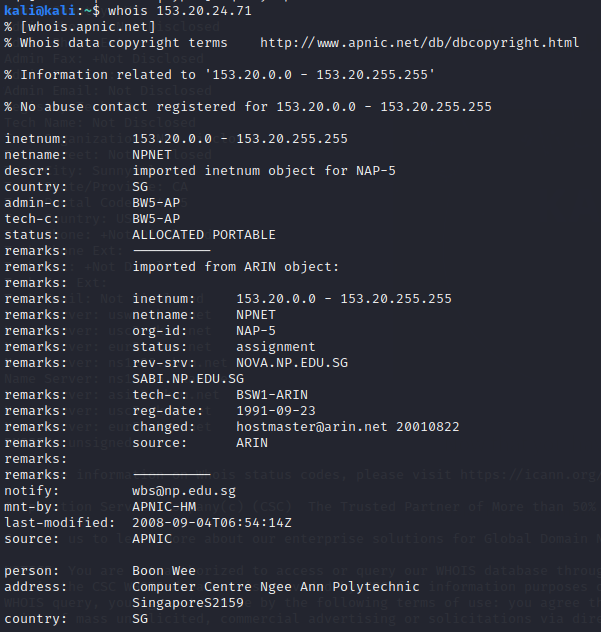 kali@kali:~$ whois 153.20.24.71
% [whois.apnic.net]
% Whois data copyright terms    http://www.apnic.net/db/dbcopyright.html
% Information related to '153.20.0.0 - 153.20.255.255'
% No abuse contact registered for 153.20.0.0 - 153.20.255.255
inetnum:        153.20.0.0 - 153.20.255.255
netname:        NPNET
descr:          imported inetnum object for NAP-5
country:        SG
admin-c:        BW5-AP
tech-c:         BW5-AP
status:         ALLOCATED PORTABLE
remarks:        ----------
remarks:        imported from ARIN object:
remarks:
remarks:        inetnum:     153.20.0.0 - 153.20.255.255
remarks:        netname:     NPNET
remarks:        org-id:      NAP-5
remarks:        status:      assignment
remarks:        rev-srv:     NOVA.NP.EDU.SG
                SABI.NP.EDU.SG
remarks:        tech-c:      BSW1-ARIN
remarks:        reg-date:    1991-09-23
remarks:        changed:     hostmaster@arin.net 20010822
remarks:        source:      ARIN
remarks:
remarks:        ----------
notify:         wbs@np.edu.sg
mnt-by:         APNIC-HM
last-modified:  2008-09-04T06:54:14Z
source:         APNIC
person:         Boon Wee
address:        Computer Centre Ngee Ann Polytechnic
                SingaporeS2159
country:        SG